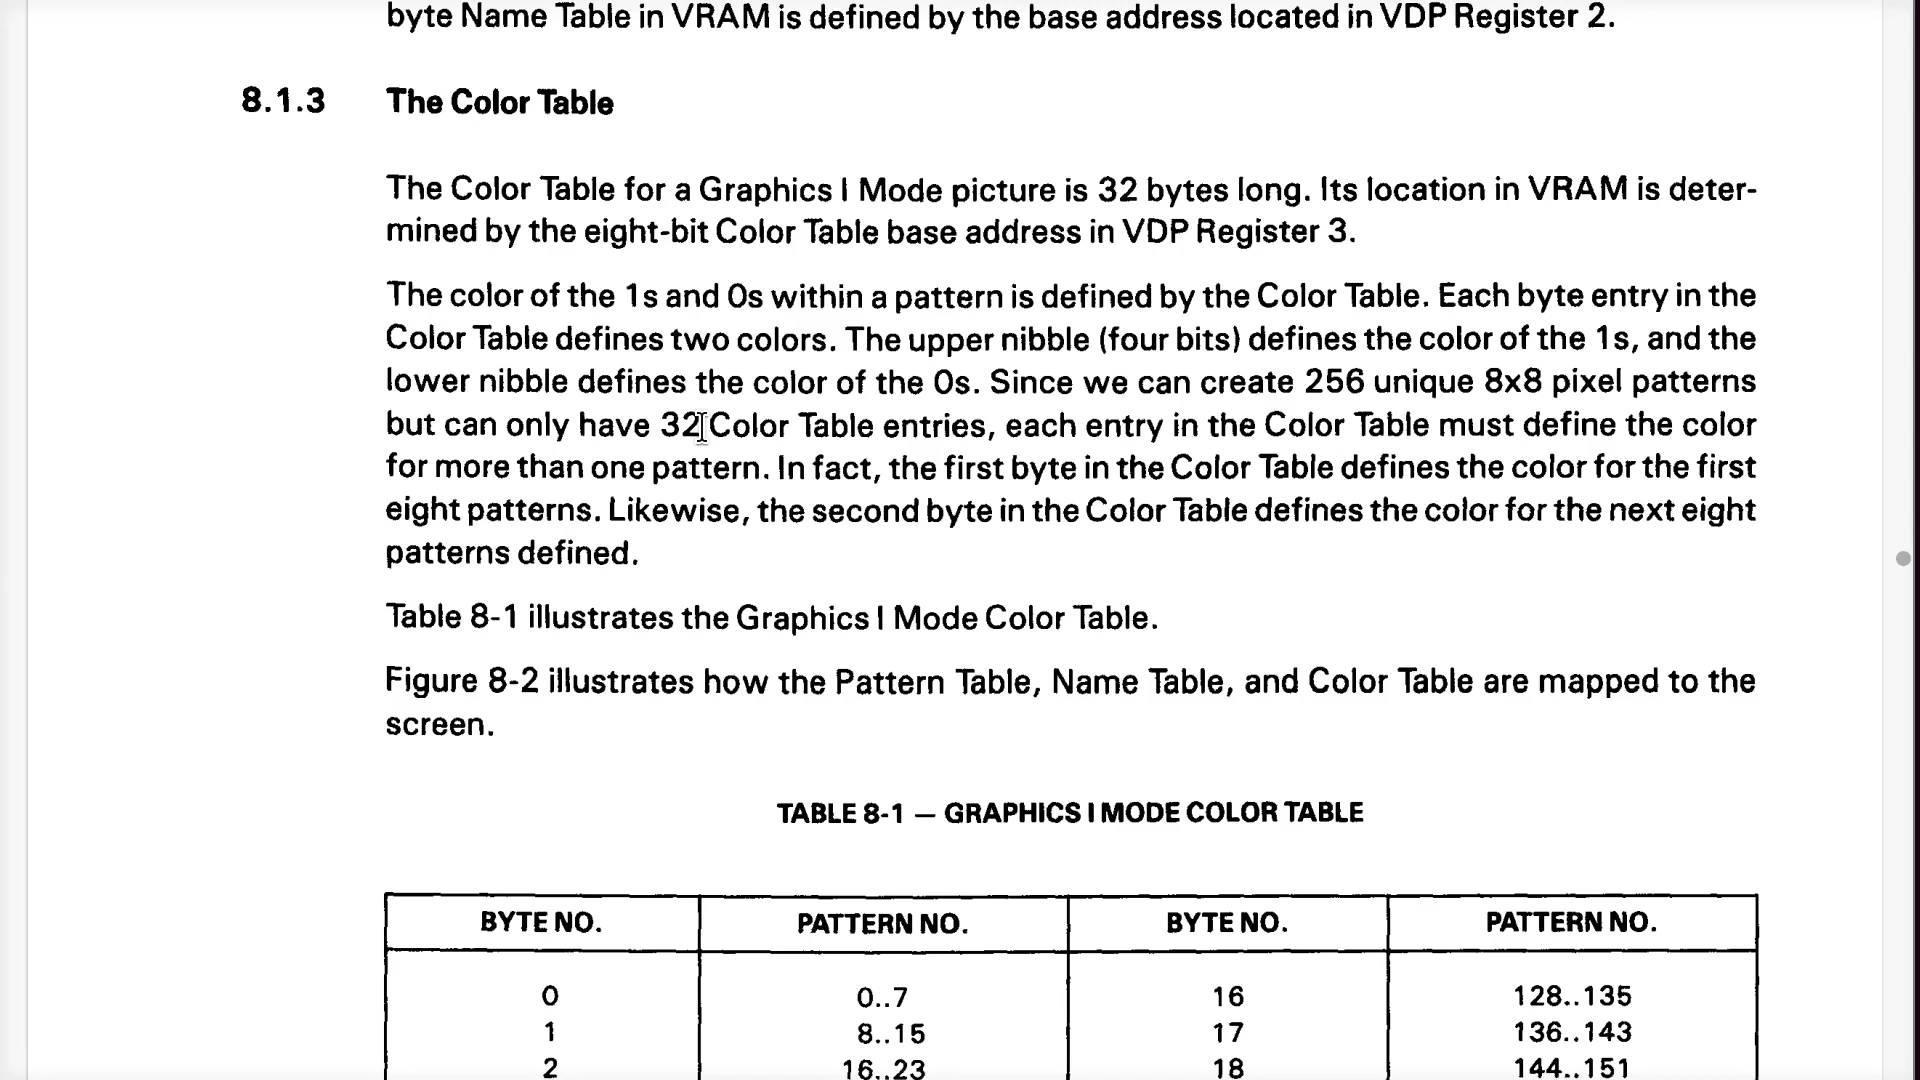 byte Name Table in VRAM is defined by the base address located in VDP Register 2.
8.1.3 The Color Table
The Color Table for a Graphics I Mode picture is 32 bytes long. Its location in VRAM is deter-
mined by the eight-bit Color Table base address in VDP Register 3.
The color of the 1s and 0s within a pattern is defined by the Color Table. Each byte entry in the
Color Table defines two colors. The upper nibble (four bits) defines the color of the 1s, and the
lower nibble defines the color of the 0s. Since we can create 256 unique 8x8 pixel patterns
but can only have 32 Color Table entries, each entry in the Color Table must define the color
for more than one pattern. In fact, the first byte in the Color Table defines the color for the first
eight patterns. Likewise, the second byte in the Color Table defines the color for the next eight
patterns defined.
Table 8-1 illustrates the Graphics I Mode Color Table.
Figure 8-2 illustrates how the Pattern Table, Name Table, and Color Table are mapped to the
screen.
TABLE 8-1 — GRAPHICS I MODE COLOR TABLE
BYTE NO. PATTERN NO. BYTE NO. PATTERN NO.
0 0..7 16 128..135
1 8..15 17 136..143
2 16..23 18 144..151